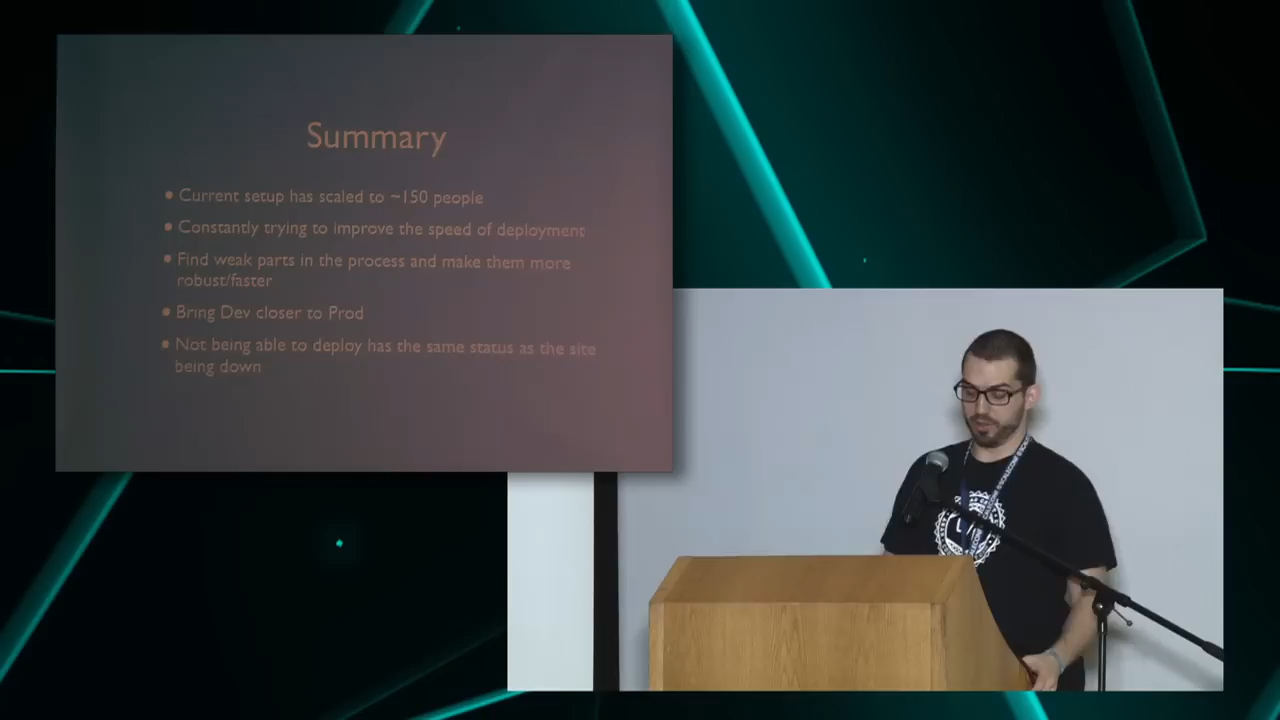 Summary
• Current setup has scaled to ~150 people
• Constantly trying to improve the speed of deployment
• Find weak parts in the process and make them more
robust/faster
• Bring Dev closer to Prod
• Not being able to deploy has the same status as the site
being down